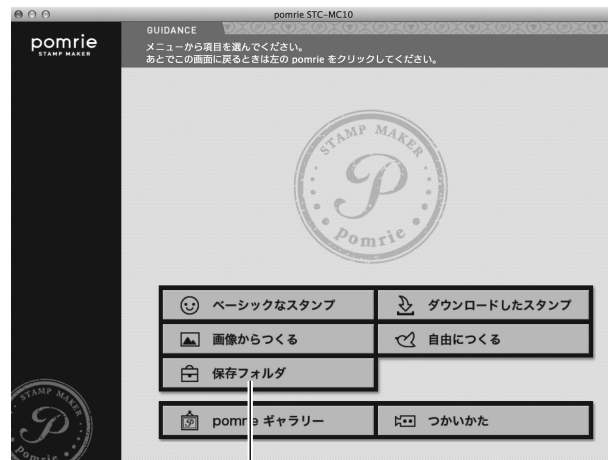 pomrie STC-MC10
pomrie
STAMP MAKER
GUIDANCE
メニューから項目を選んでください。
あとでこの画面に戻るときは左の pomrie をクリックしてください。
STAMP MAKER
P
pomrie
ベーシックなスタンプ
ダウンロードしたスタンプ
画像からつくる
自由につくる
保存フォルダ
pomrie ギャラリー
つかいかた
STAMP MAKER
P
pomrie